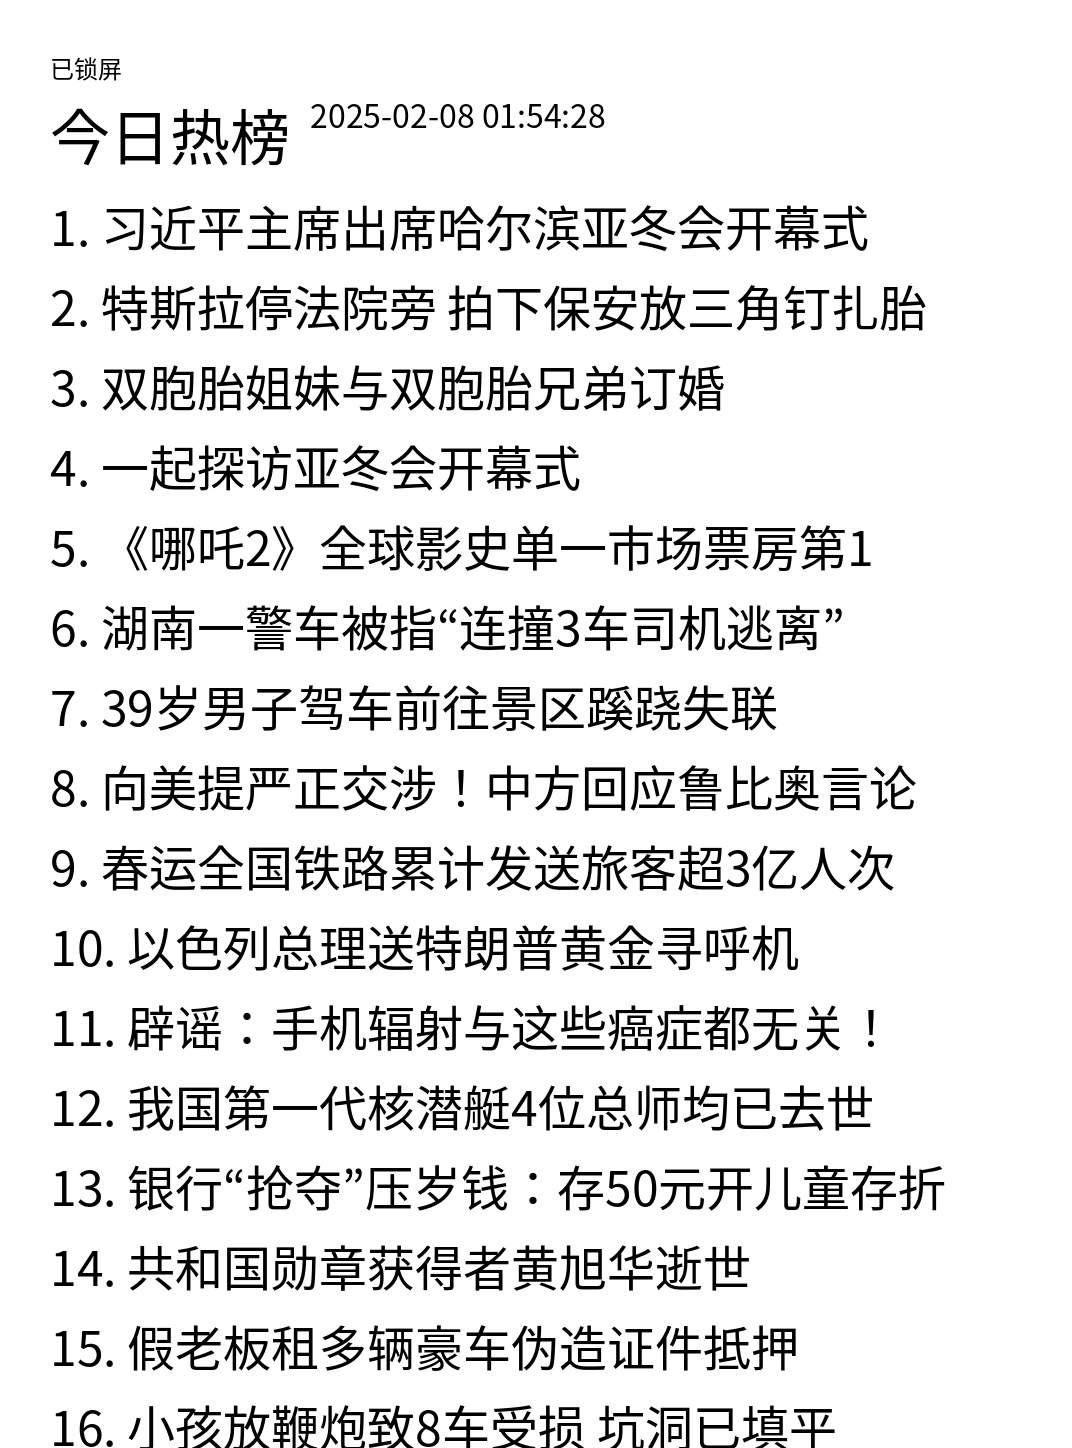 已锁屏
今日热榜 2025-02-08 01:54:28
1. 习近平主席出席哈尔滨亚冬会开幕式
2. 特斯拉停法院旁 拍下保安放三角钉扎胎
3. 双胞胎姐妹与双胞胎兄弟订婚
4. 一起探访亚冬会开幕式
5. 《哪吒2》全球影史单一市场票房第1
6. 湖南一警车被指“连撞3车司机逃离”
7. 39岁男子驾车前往景区蹊跷失联
8. 向美提严正交涉！中方回应鲁比奥言论
9. 春运全国铁路累计发送旅客超3亿人次
10. 以色列总理送特朗普黄金寻呼机
11. 辟谣：手机辐射与这些癌症都无关！
12. 我国第一代核潜艇4位总师均已去世
13. 银行“抢夺”压岁钱：存50元开儿童存折
14. 共和国勋章获得者黄旭华逝世
15. 假老板租多辆豪车伪造证件抵押
16. 小孩放鞭炮致8车受损 坑洞已填平